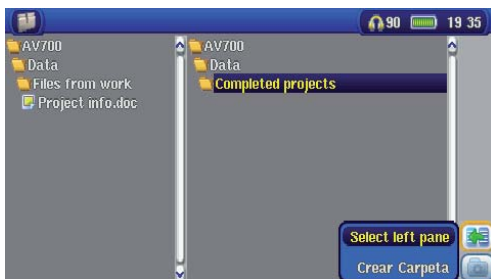 90 19 35
AV700
Data
Files from work
Project info.doc
AV700
Data
Completed projects
Select left pane
Crear Carpeta